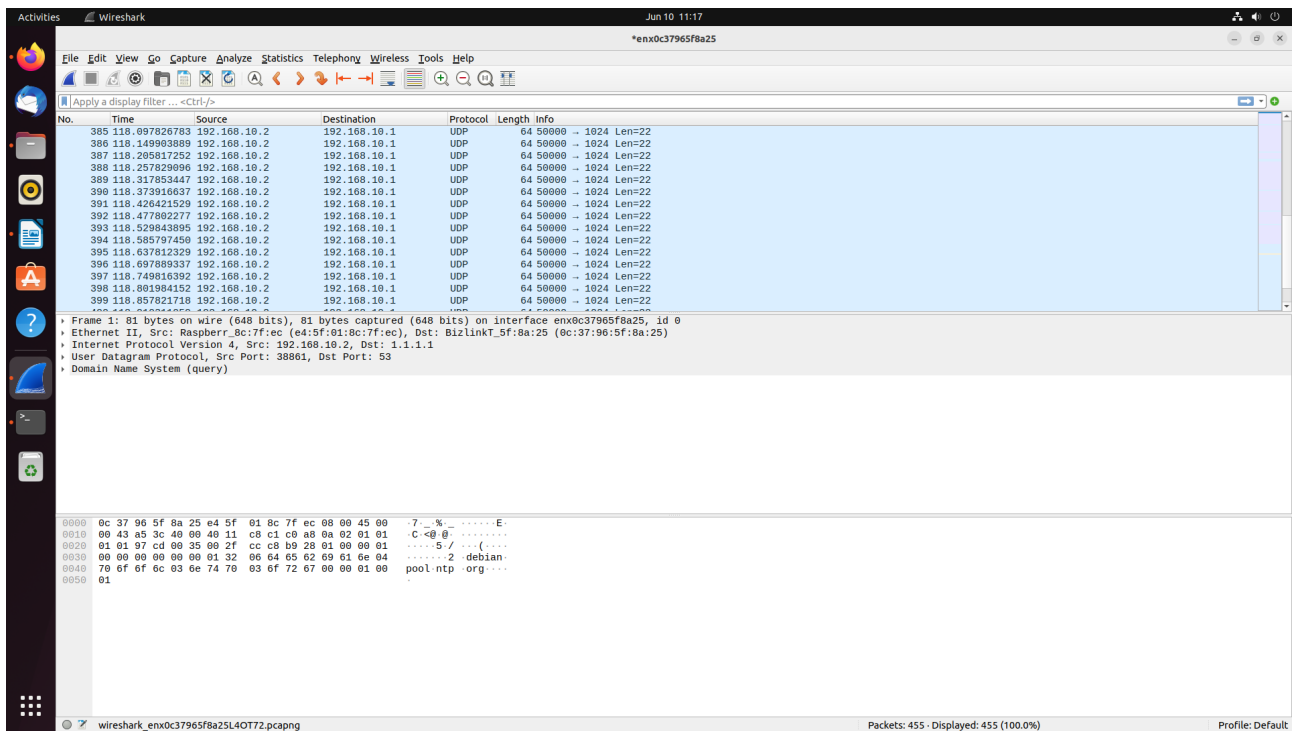 Activities Wireshark Jun 10 11:17
*enx0c37965f8a25
File Edit View Go Capture Analyze Statistics Telephony Wireless Tools Help
Apply a display filter … <Ctrl-/>
No. Time Source Destination Protocol Length Info
385 118.097826783 192.168.10.2 192.168.10.1 UDP 64 50000 → 1024 Len=22
386 118.149903889 192.168.10.2 192.168.10.1 UDP 64 50000 → 1024 Len=22
387 118.205817252 192.168.10.2 192.168.10.1 UDP 64 50000 → 1024 Len=22
388 118.257829096 192.168.10.2 192.168.10.1 UDP 64 50000 → 1024 Len=22
389 118.317853447 192.168.10.2 192.168.10.1 UDP 64 50000 → 1024 Len=22
390 118.373916637 192.168.10.2 192.168.10.1 UDP 64 50000 → 1024 Len=22
391 118.426421529 192.168.10.2 192.168.10.1 UDP 64 50000 → 1024 Len=22
392 118.477802277 192.168.10.2 192.168.10.1 UDP 64 50000 → 1024 Len=22
393 118.529843895 192.168.10.2 192.168.10.1 UDP 64 50000 → 1024 Len=22
394 118.585797450 192.168.10.2 192.168.10.1 UDP 64 50000 → 1024 Len=22
395 118.637812329 192.168.10.2 192.168.10.1 UDP 64 50000 → 1024 Len=22
396 118.697889337 192.168.10.2 192.168.10.1 UDP 64 50000 → 1024 Len=22
397 118.749816392 192.168.10.2 192.168.10.1 UDP 64 50000 → 1024 Len=22
398 118.801984152 192.168.10.2 192.168.10.1 UDP 64 50000 → 1024 Len=22
399 118.857821718 192.168.10.2 192.168.10.1 UDP 64 50000 → 1024 Len=22
Frame 1: 81 bytes on wire (648 bits), 81 bytes captured (648 bits) on interface enx0c37965f8a25, id 0
Ethernet II, Src: Raspberr_8c:7f:ec (e4:5f:01:8c:7f:ec), Dst: BizlinkT_5f:8a:25 (0c:37:96:5f:8a:25)
Internet Protocol Version 4, Src: 192.168.10.2, Dst: 1.1.1.1
User Datagram Protocol, Src Port: 38861, Dst Port: 53
Domain Name System (query)
0000 0c 37 96 5f 8a 25 e4 5f 01 8c 7f ec 08 00 45 00 ·7·_·%·_ ······E·
0010 00 43 a5 3c 40 00 40 11 c8 c1 c0 a8 0a 02 01 01 ·C·<@·@· ········
0020 01 01 97 cd 00 35 00 2f cc c8 b9 28 01 00 00 01 ·····5·/ ···(····
0030 00 00 00 00 00 00 01 32 06 64 65 62 69 61 6e 04 ·······2 ·debian·
0040 70 6f 6f 6c 03 6e 74 70 03 6f 72 67 00 00 01 00 pool·ntp ·org····
0050 01 ·
wireshark_enx0c37965f8a25L4OT72.pcapng Packets: 455 · Displayed: 455 (100.0%) Profile: Default